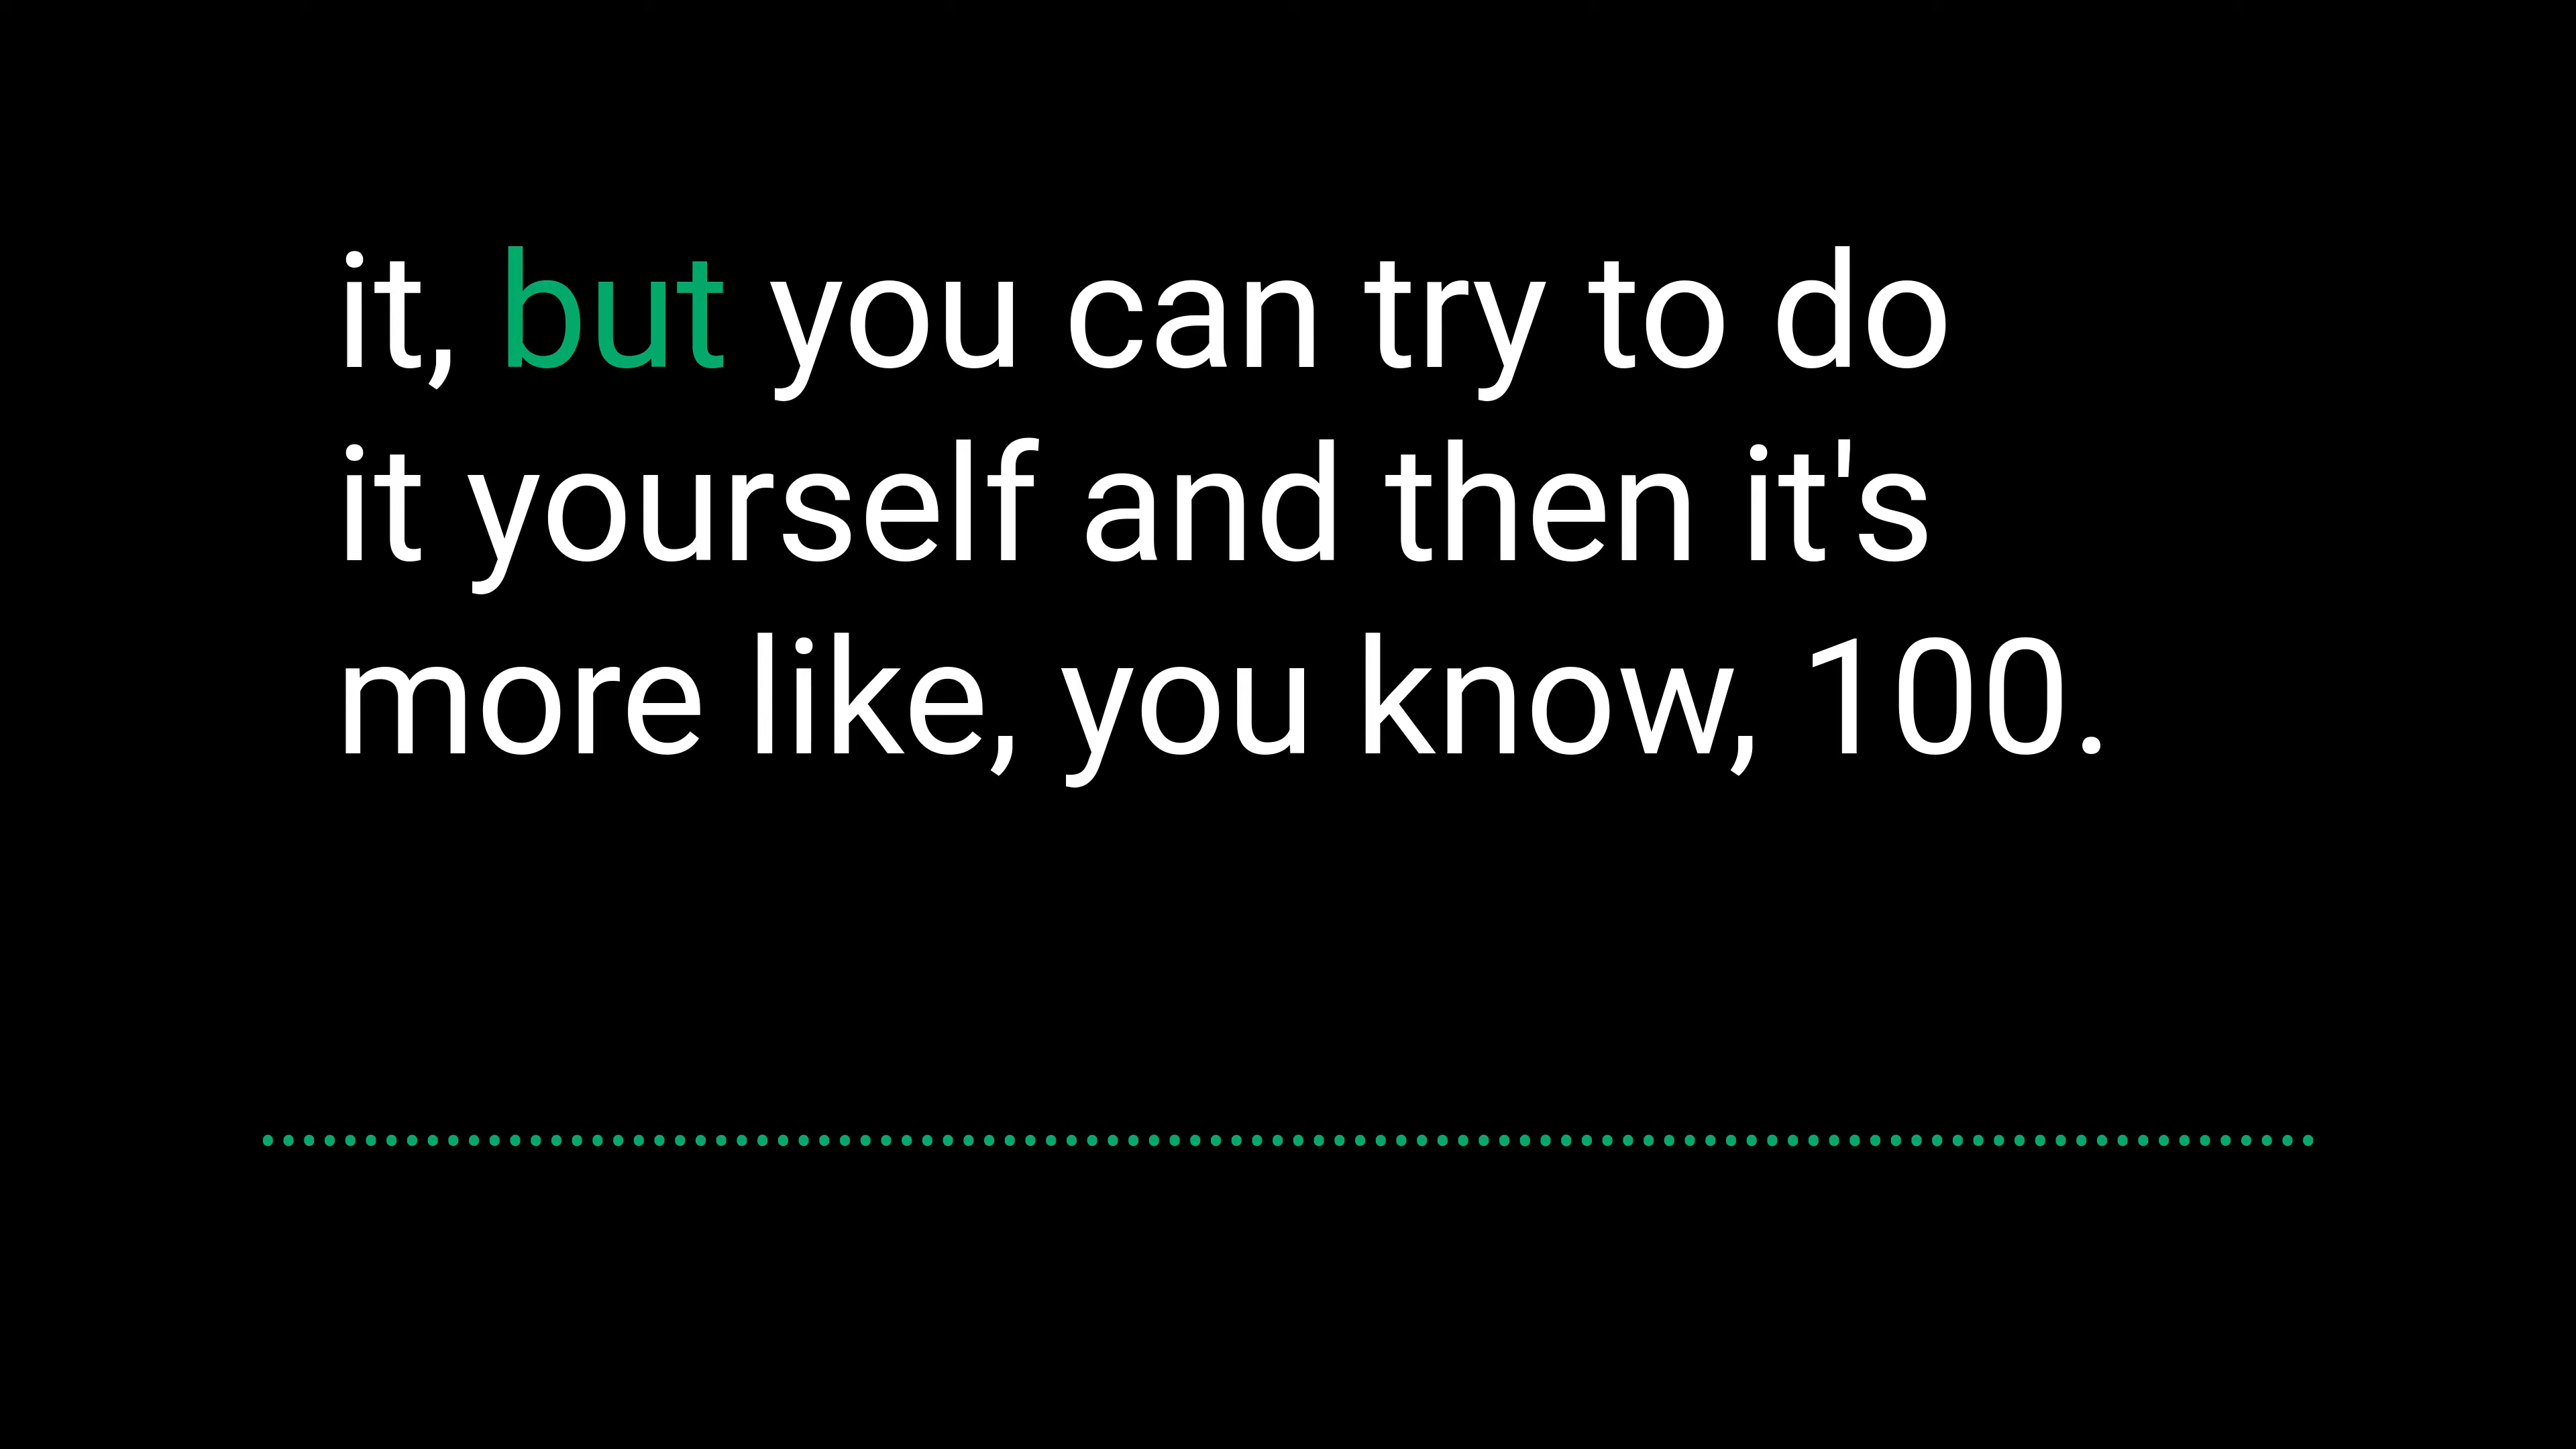 it, but you can try to do
it yourself and then it's
more like, you know, 100.